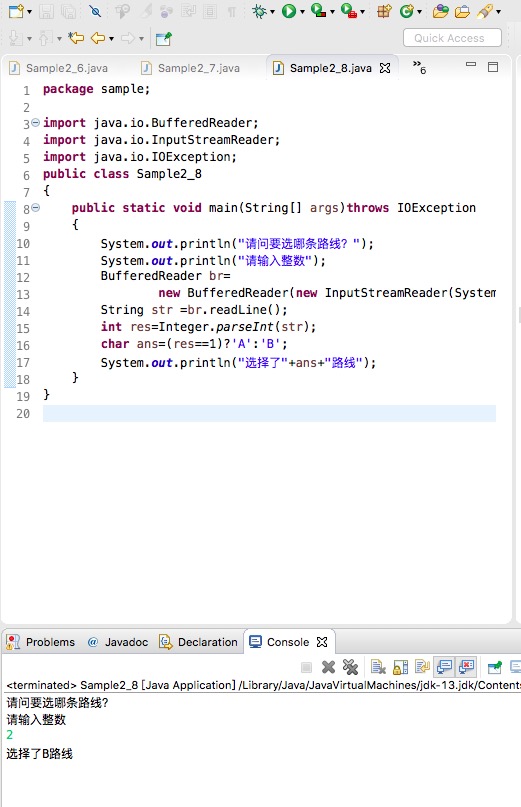 Quick Access
Sample2_6.java
Sample2_7.java
Sample2_8.java
6
1 package sample;
2
3 import java.io.BufferedReader;
4 import java.io.InputStreamReader;
5 import java.io.IOException;
6 public class Sample2_8
7 {
8 public static void main(String[] args)throws IOException
9 {
10 System.out.println("请问要选哪条路线？");
11 System.out.println("请输入整数");
12 BufferedReader br=
13 new BufferedReader(new InputStreamReader(System
14 String str =br.readLine();
15 int res=Integer.parseInt(str);
16 char ans=(res==1)?'A':'B';
17 System.out.println("选择了"+ans+"路线");
18 }
19 }
20
Problems
@ Javadoc
Declaration
Console
<terminated> Sample2_8 [Java Application] /Library/Java/JavaVirtualMachines/jdk-13.jdk/Contents
请问要选哪条路线？
请输入整数
2
选择了B路线